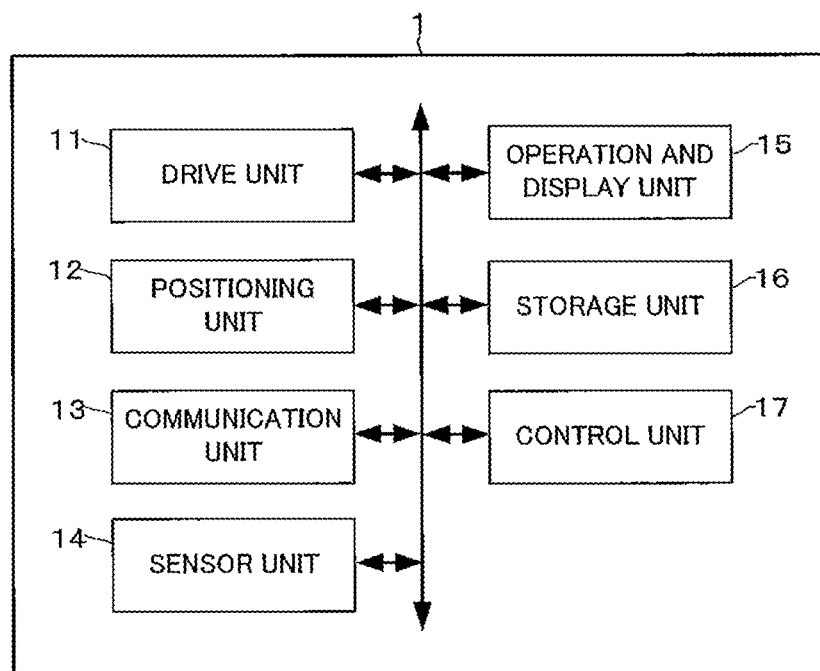 1
11
DRIVE UNIT
OPERATION AND
DISPLAY UNIT
15
12
POSITIONING
UNIT
STORAGE UNIT
16
13
COMMUNICATION
UNIT
CONTROL UNIT
17
14
SENSOR UNIT